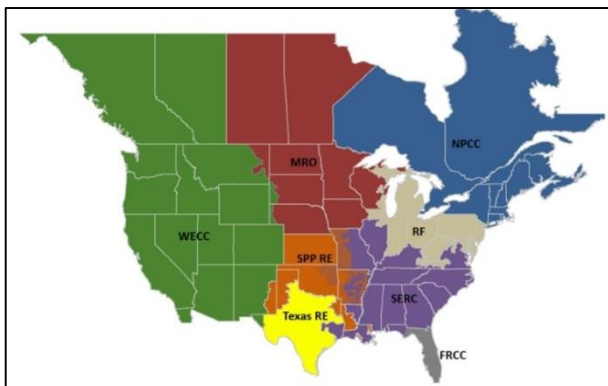 NPCC
MRO
RF
WECC
SPP RE
SERC
Texas RE
FRCC